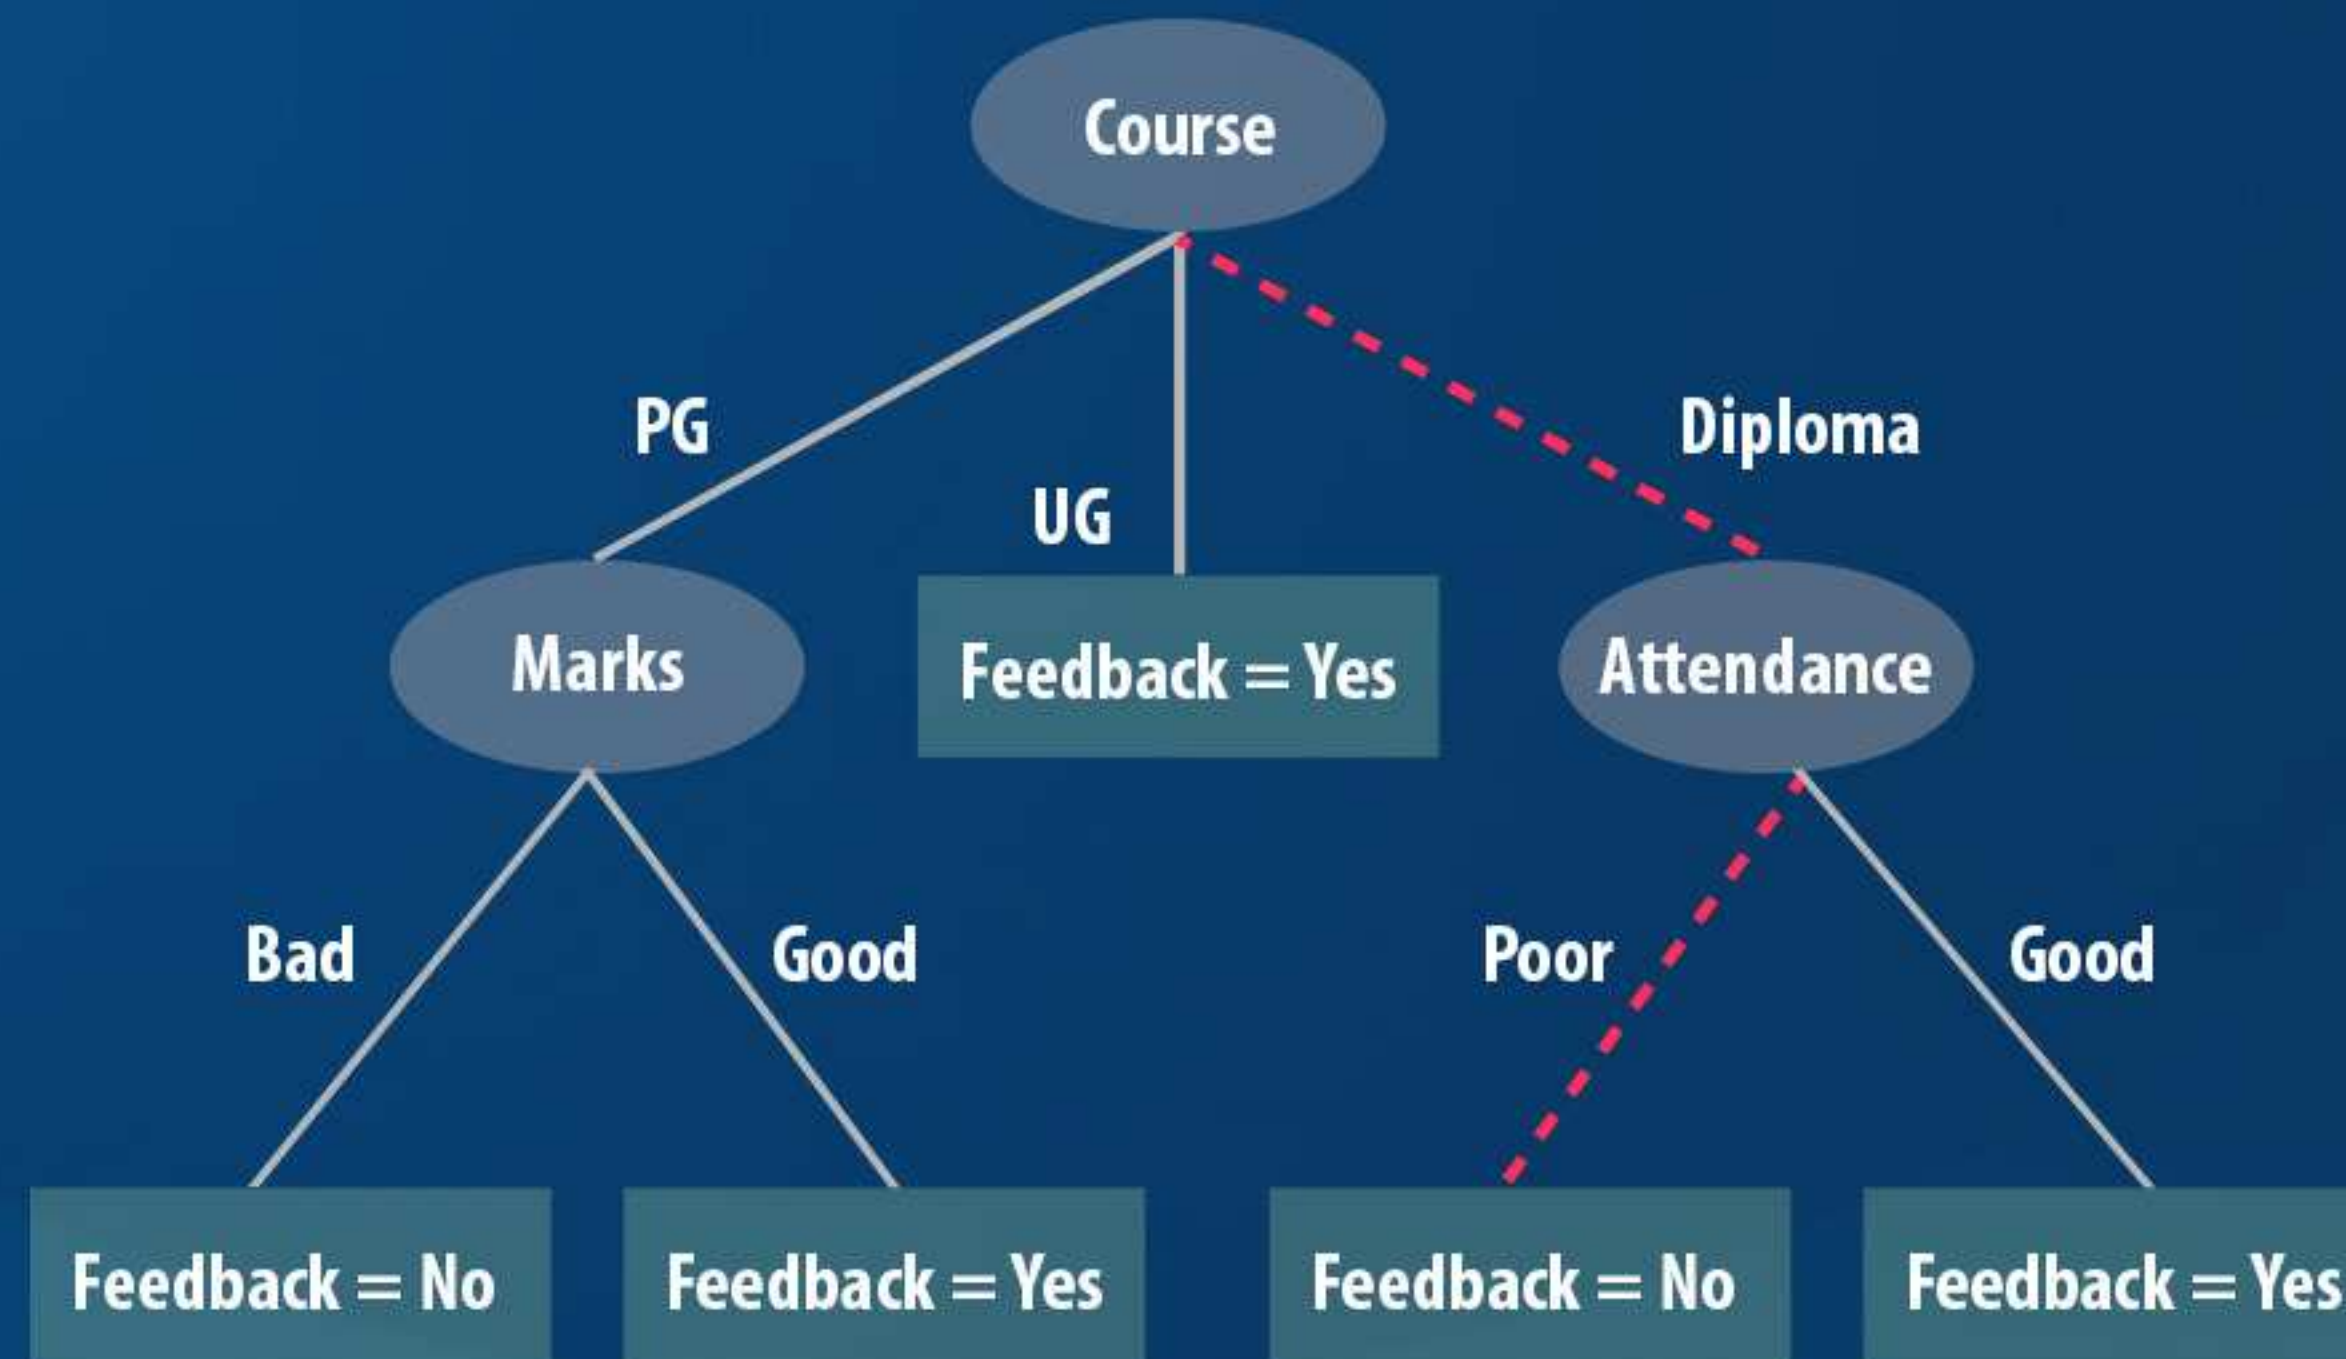 Course
PG
UG
Diploma
Marks
Feedback = Yes
Attendance
Bad
Good
Poor
Good
Feedback = No
Feedback = Yes
Feedback = No
Feedback = Yes